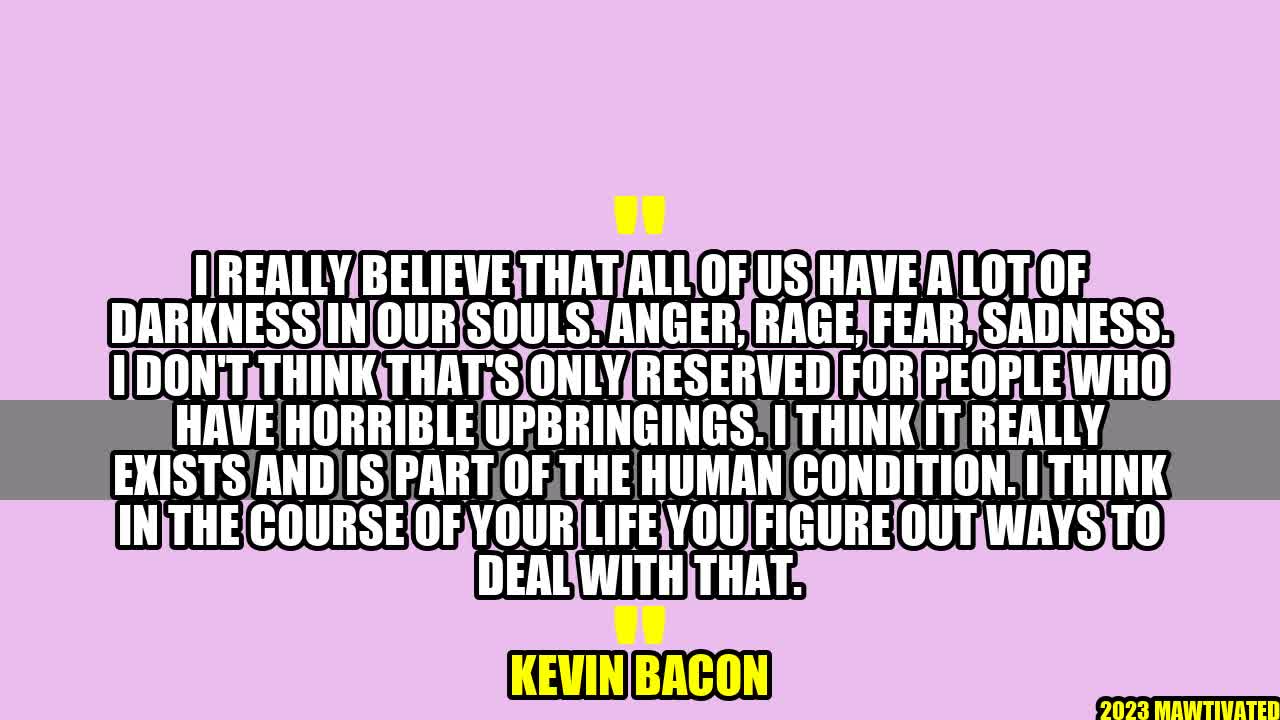 "
I REALLY BELIEVE THAT ALL OF US HAVE A LOT OF
DARKNESS IN OUR SOULS. ANGER, RAGE, FEAR, SADNESS.
I DON'T THINK THAT'S ONLY RESERVED FOR PEOPLE WHO
HAVE HORRIBLE UPBRINGINGS. I THINK IT REALLY
EXISTS AND IS PART OF THE HUMAN CONDITION. I THINK
IN THE COURSE OF YOUR LIFE YOU FIGURE OUT WAYS TO
DEAL WITH THAT.
"
KEVIN BACON
2023 MAWTIVATED